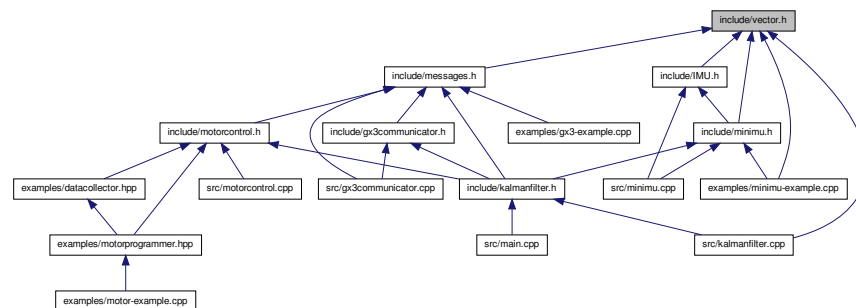 include/vector.h
include/messages.h
include/IMU.h
include/motorcontrol.h
include/gx3communicator.h
examples/gx3-example.cpp
include/minimu.h
examples/datacollector.hpp
src/motorcontrol.cpp
src/gx3communicator.cpp
include/kalmanfilter.h
src/minimu.cpp
examples/minimu-example.cpp
examples/motorprogrammer.hpp
src/main.cpp
src/kalmanfilter.cpp
examples/motor-example.cpp